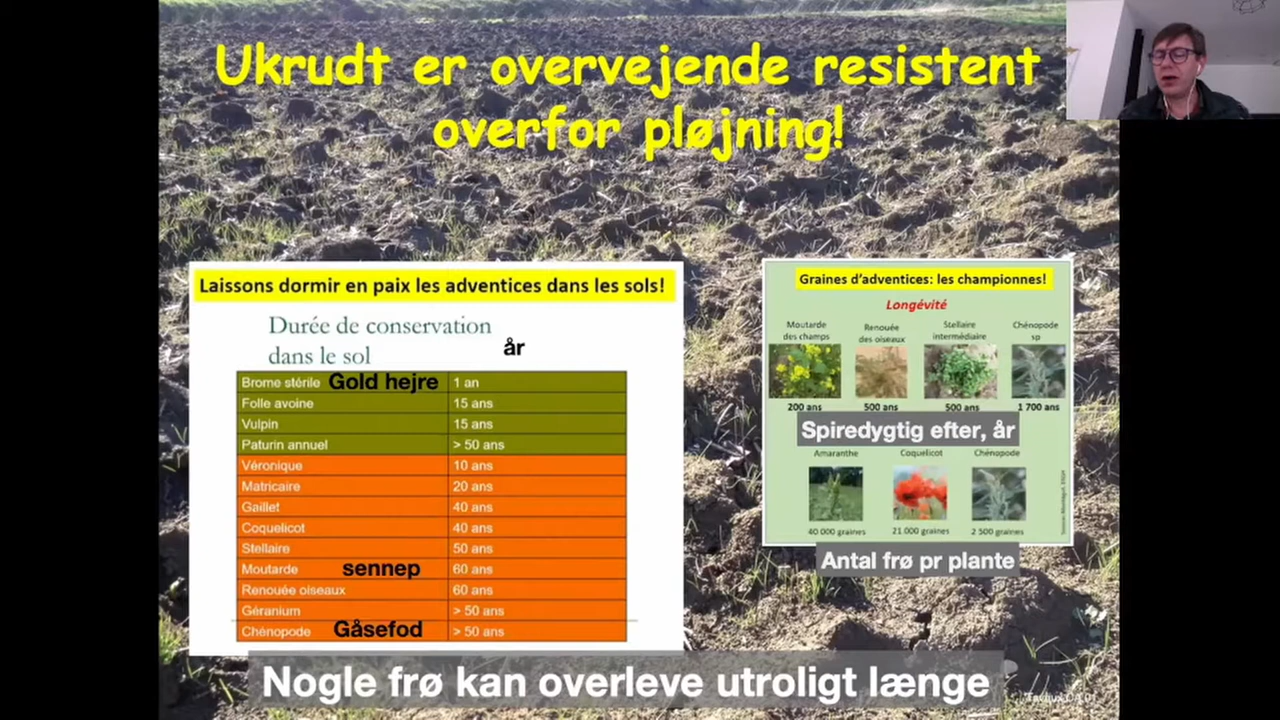 Ukrudt er overvejende resistent
overfor pløjning!
Laissons dormir en paix les adventices dans les sols!
Durée de conservation
dans le sol
år
Brome stérile Gold hejre 1 an
Folle avoine 15 ans
Vulpin 15 ans
Paturin annuel > 50 ans
Véronique 10 ans
Matricaire 20 ans
Gaillet 40 ans
Coquelicot 40 ans
Stellaire 50 ans
Moutarde sennep 60 ans
Renouée oiseaux 60 ans
Géranium > 50 ans
Chénopode Gåsefod > 50 ans
Graines d'adventices: les championnes!
Longévité
Moutarde des champs
Renouée des oiseaux
Stellaire intermédiaire
Chénopode sp
200 ans 500 ans 500 ans 1 700 ans
Spiredygtig efter, år
Amaranthe Coquelicot Chénopode
40 000 graines 21.000 graines 2 500 graines
Antal frø pr plante
Nogle frø kan overleve utroligt længe